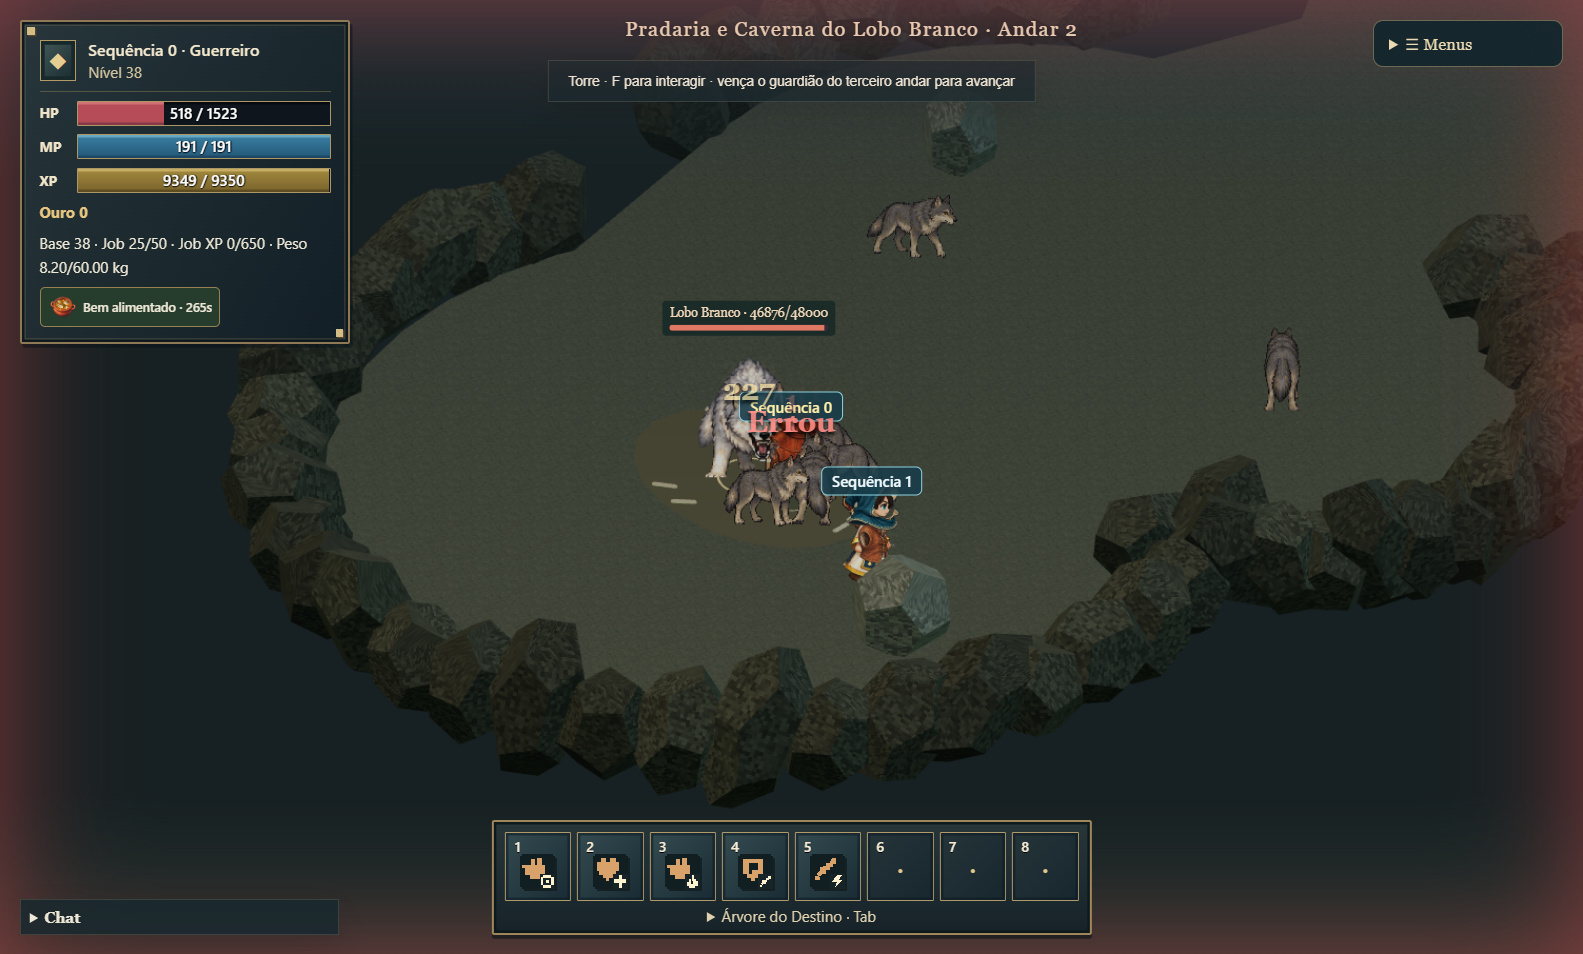 Pradaria e Caverna do Lobo Branco · Andar 2
Torre · F para interagir · vença o guardião do terceiro andar para avançar
Sequência 0 · Guerreiro
Nível 38
HP 518 / 1523
MP 191 / 191
XP 9349 / 9350
Ouro 0
Base 38 · Job 25/50 · Job XP 0/650 · Peso
8.20/60.00 kg
Bem alimentado · 265s
☰ Menus
Lobo Branco · 46876/48000
227
Sequência 0
Errou
Sequência 1
1 2 3 4 5 6 7 8
Árvore do Destino · Tab
Chat